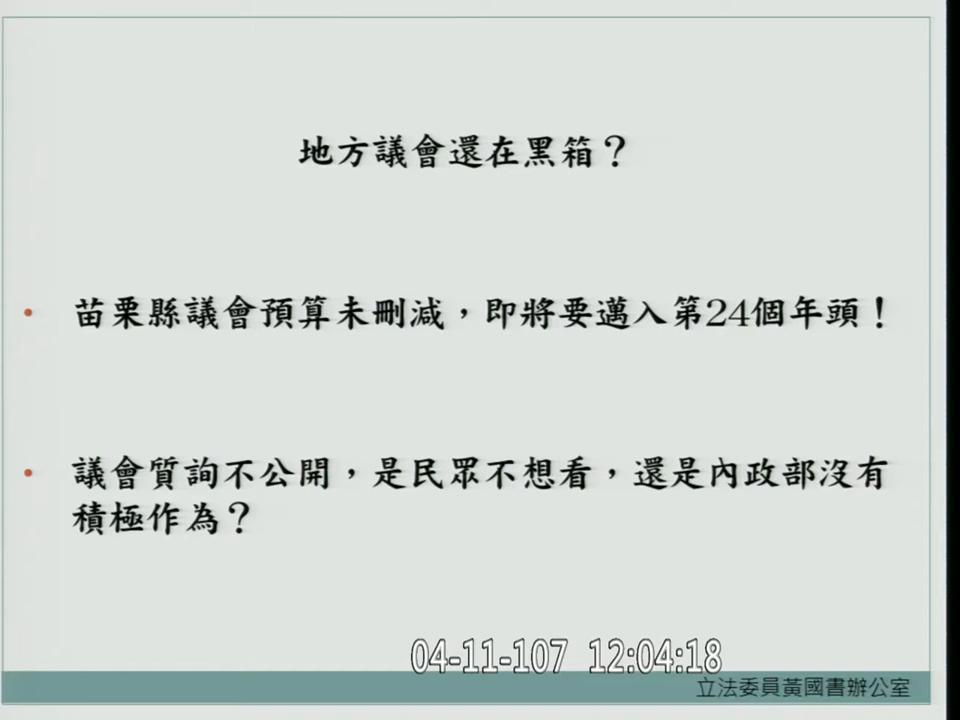 地方議會還在黑箱？
• 苗栗縣議會預算未刪減，即將要邁入第24個年頭！
• 議會質詢不公開，是民眾不想看，還是內政部沒有
積極作為？
04-11-107 12:04:18
立法委員黃國書辦公室